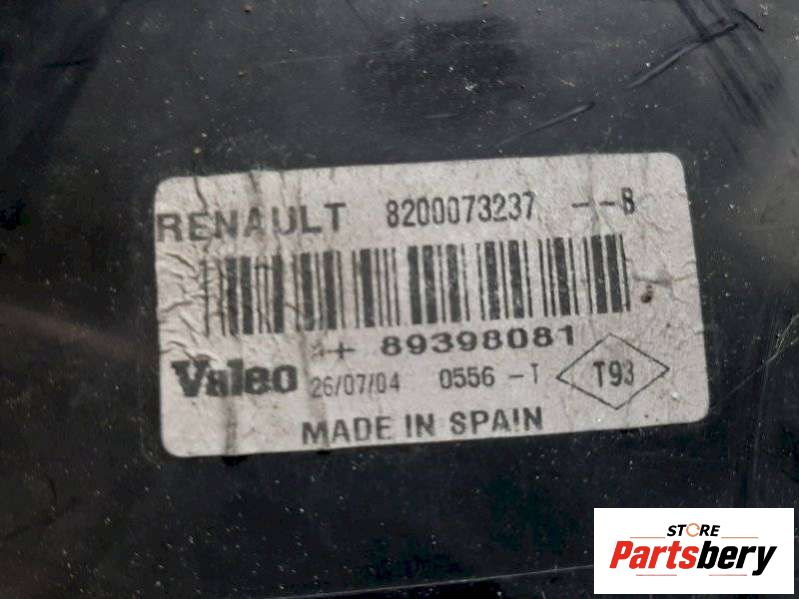 RENAULT 8200073237 --B
++ 89398081
Valeo 26/07/04 0556 -T T93
MADE IN SPAIN
STORE
Partsbery